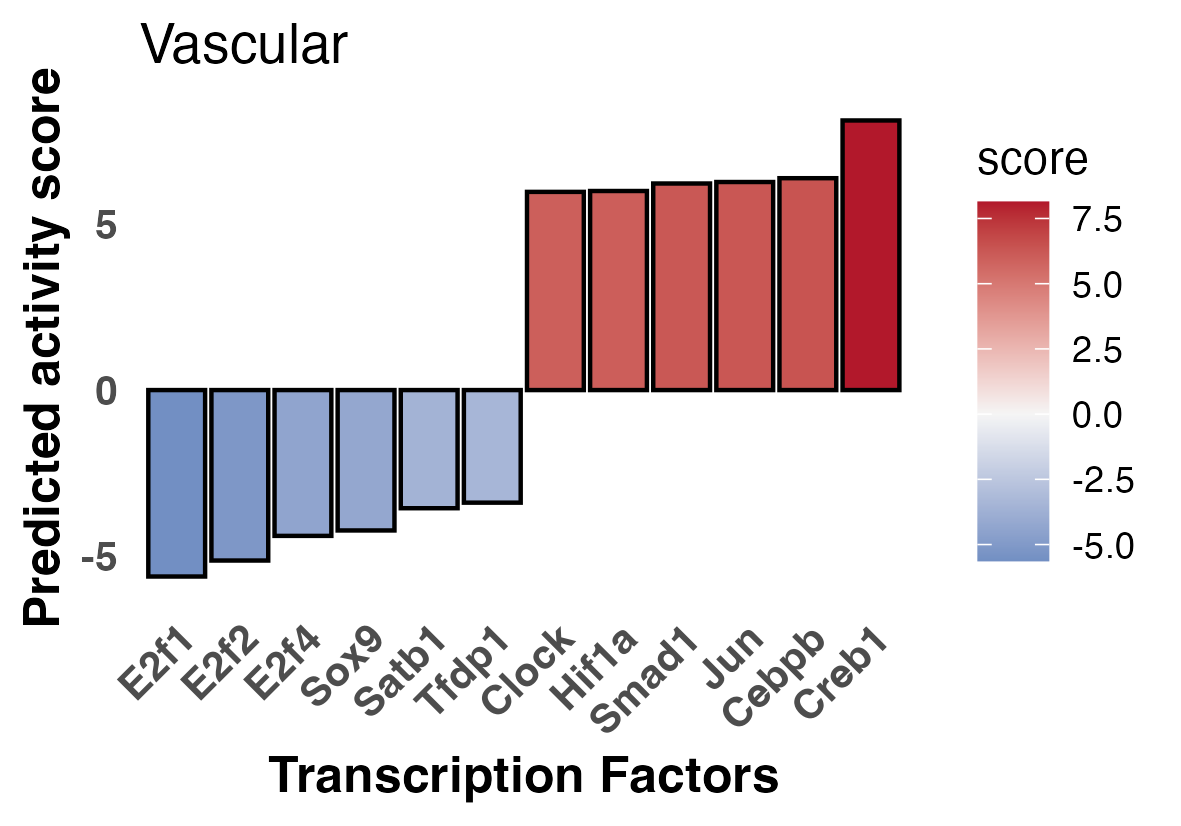 Vascular
Predicted activity score
5
0
-5
E2f1
E2f2
E2f4
Sox9
Satb1
Tfdp1
Clock
Hif1a
Smad1
Jun
Cebpb
Creb1
Transcription Factors
score
7.5
5.0
2.5
0.0
-2.5
-5.0